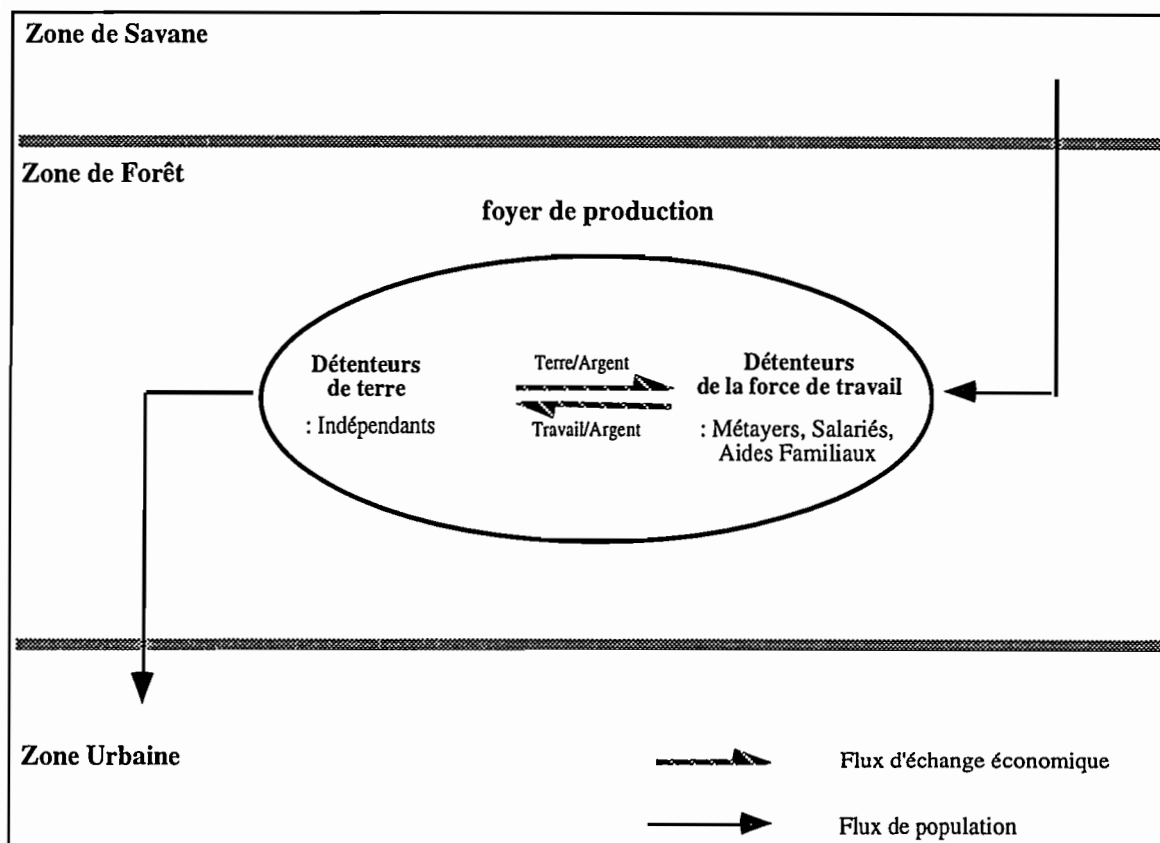 Zone de Savane
Zone de Forêt
foyer de production
Détenteurs
de terre
: Indépendants
Terre/Argent
Travail/Argent
Détenteurs
de la force de travail
: Métayers, Salariés,
Aides Familiaux
Zone Urbaine
Flux d'échange économique
Flux de population